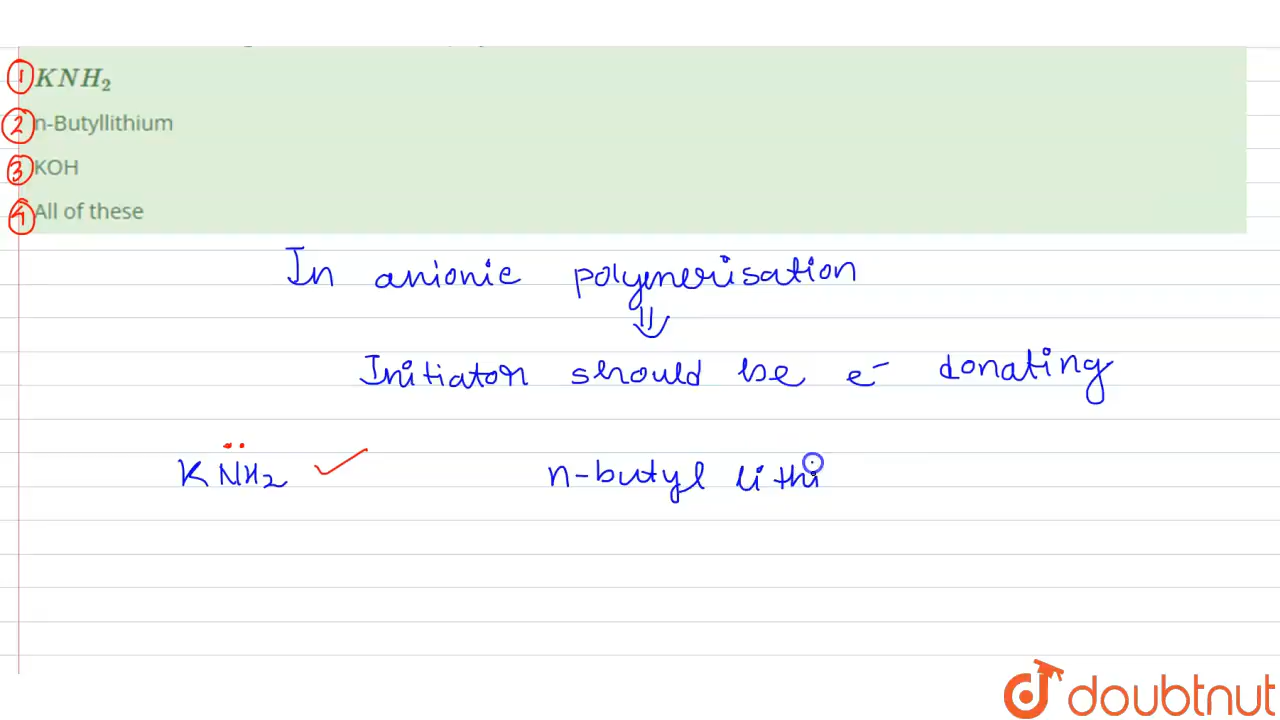 ① KNH₂
② n-Butyllithium
③ KOH
④ All of these
In anionic polymerisation
⇓
Initiator should be e⁻ donating
KNH₂ ✓ n-butyl lithi
doubtnut